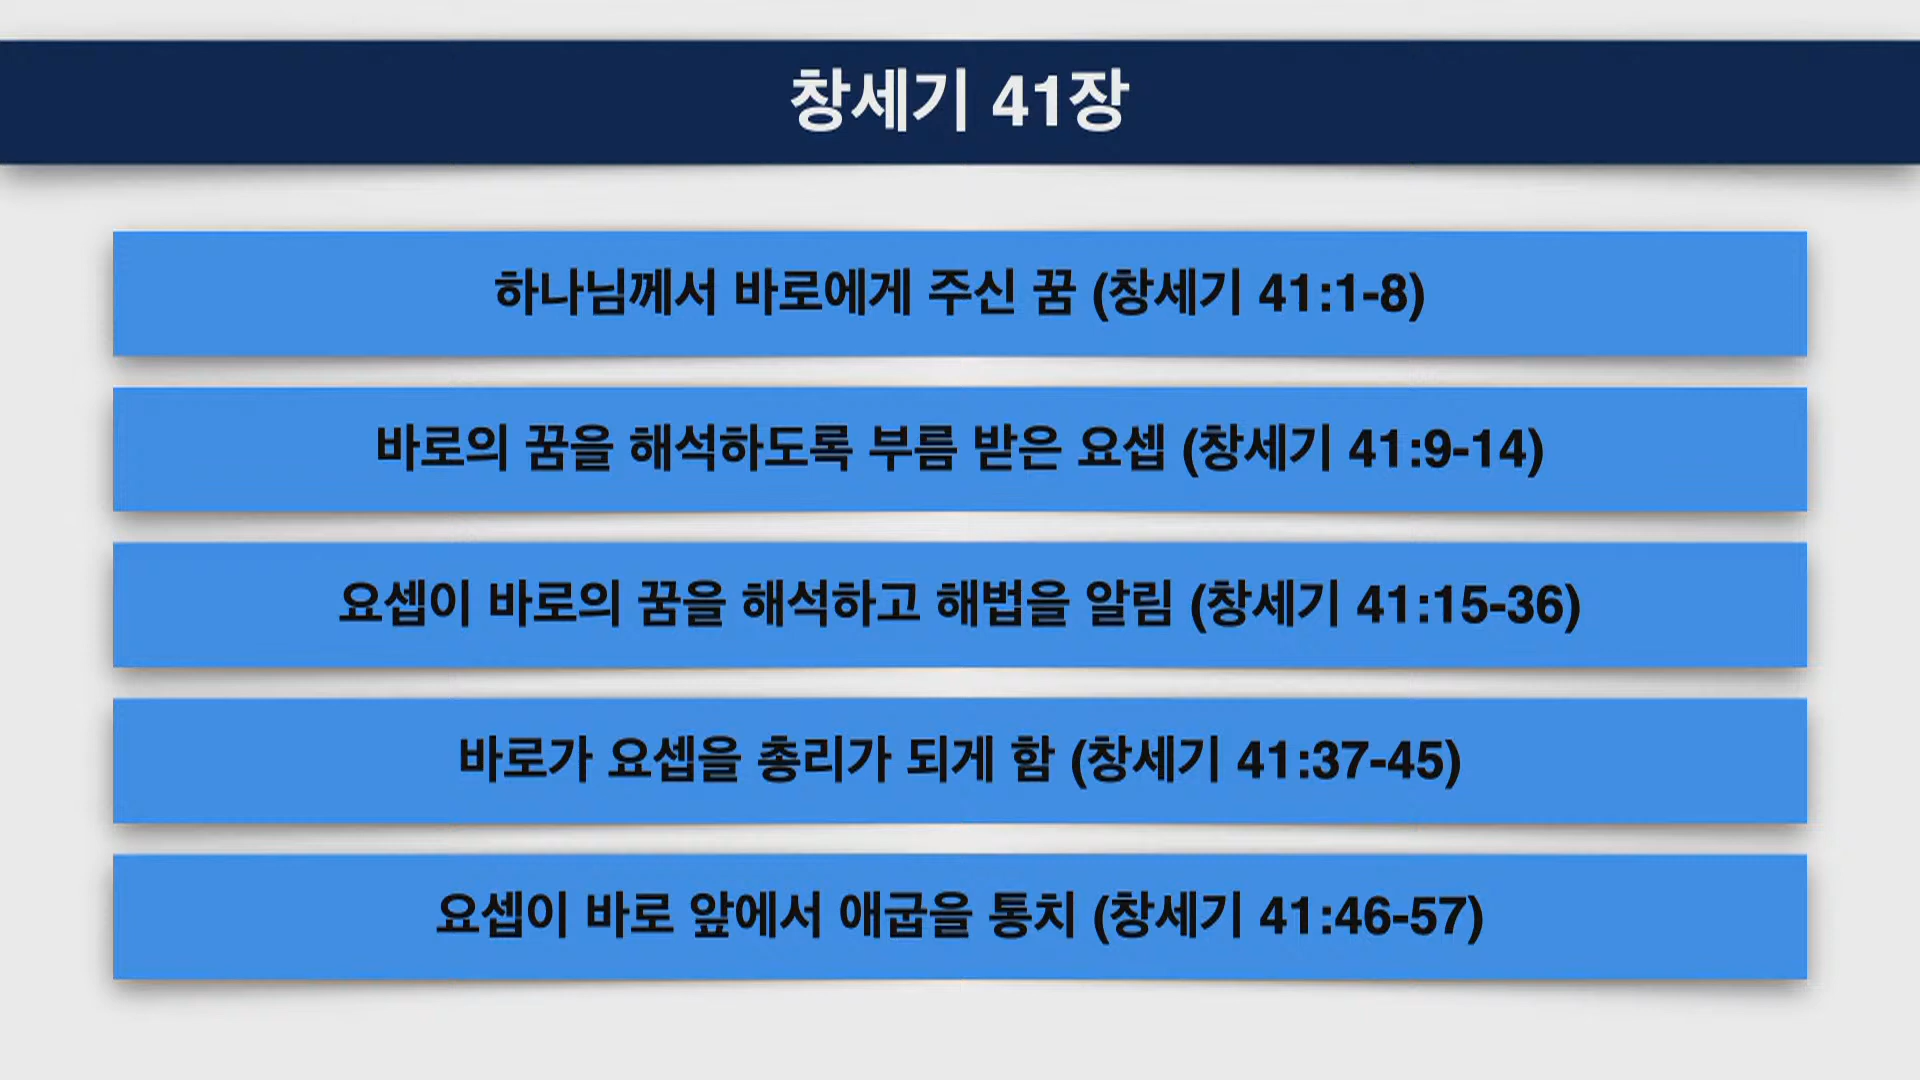 창세기 41장
하나님께서 바로에게 주신 꿈 (창세기 41:1-8)
바로의 꿈을 해석하도록 부름 받은 요셉 (창세기 41:9-14)
요셉이 바로의 꿈을 해석하고 해법을 알림 (창세기 41:15-36)
바로가 요셉을 총리가 되게 함 (창세기 41:37-45)
요셉이 바로 앞에서 애굽을 통치 (창세기 41:46-57)